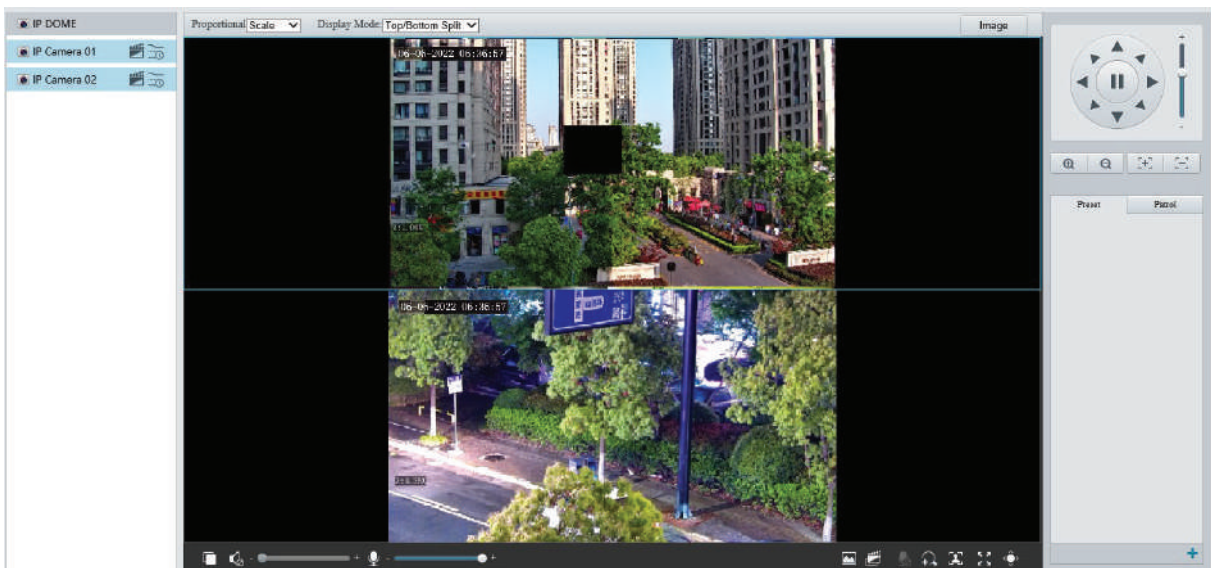 IP DOME
IP Camera 01
IP Camera 02
Proportional Scale Display Mode: Top/Bottom Split Image
06-06-2022 06:36:57
06-06-2022 06:36:57
Preset Patrol